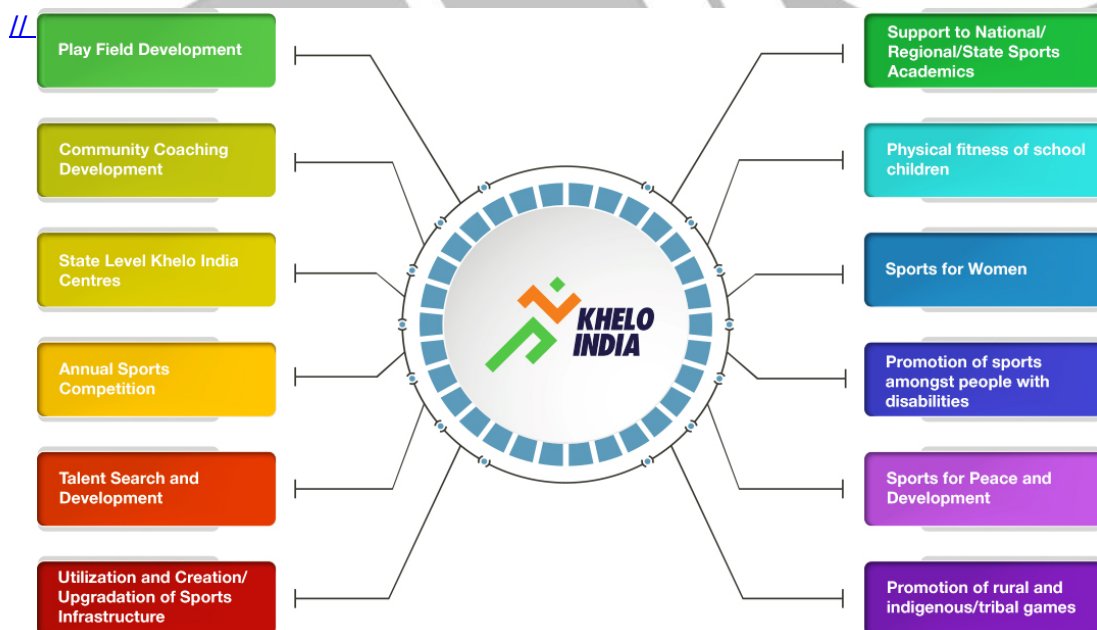 //
Play Field Development
Community Coaching
Development
State Level Khelo India
Centres
Annual Sports
Competition
Talent Search and
Development
Utilization and Creation/
Upgradation of Sports
Infrastructure
KHELO
INDIA
Support to National/
Regional/State Sports
Academics
Physical fitness of school
children
Sports for Women
Promotion of sports
amongst people with
disabilities
Sports for Peace and
Development
Promotion of rural and
indigenous/tribal games